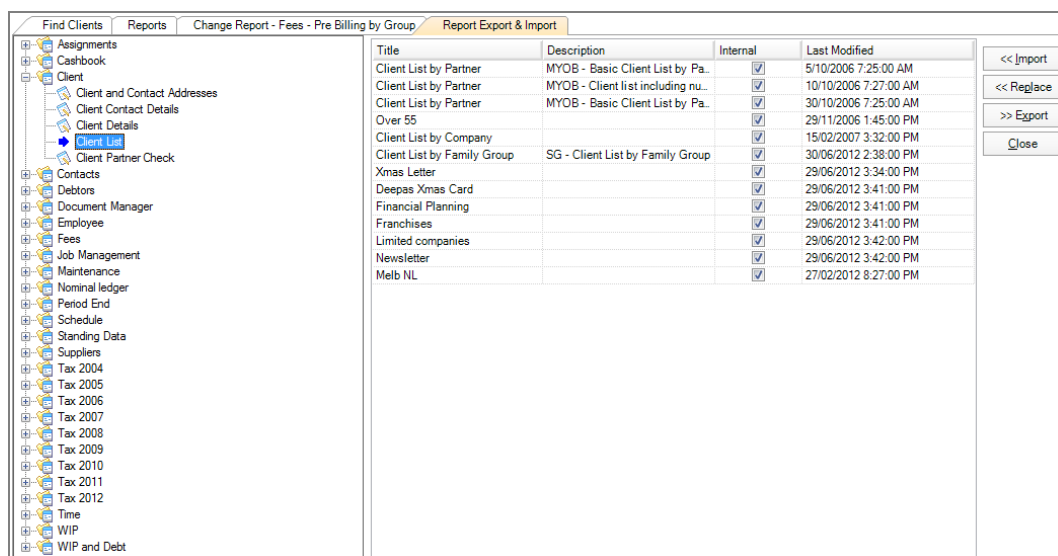 Find Clients Reports Change Report - Fees - Pre Billing by Group Report Export & Import
Assignments
Cashbook
Client
Client and Contact Addresses
Client Contact Details
Client Details
Client List
Client Partner Check
Contacts
Debtors
Document Manager
Employee
Fees
Job Management
Maintenance
Nominal ledger
Period End
Schedule
Standing Data
Suppliers
Tax 2004
Tax 2005
Tax 2006
Tax 2007
Tax 2008
Tax 2009
Tax 2010
Tax 2011
Tax 2012
Time
WIP
WIP and Debt
Title Description Internal Last Modified
Client List by Partner MYOB - Basic Client List by Pa... 5/10/2006 7:25:00 AM
Client List by Partner MYOB - Client list including nu... 10/10/2006 7:27:00 AM
Client List by Partner MYOB - Basic Client List by Pa... 30/10/2006 7:25:00 AM
Over 55 29/11/2006 1:45:00 PM
Client List by Company 15/02/2007 3:32:00 PM
Client List by Family Group SG - Client List by Family Group 30/06/2012 2:38:00 PM
Xmas Letter 29/06/2012 3:34:00 PM
Deepas Xmas Card 29/06/2012 3:41:00 PM
Financial Planning 29/06/2012 3:41:00 PM
Franchises 29/06/2012 3:41:00 PM
Limited companies 29/06/2012 3:42:00 PM
Newsletter 29/06/2012 3:42:00 PM
Melb NL 27/02/2012 8:27:00 PM
<< Import
<< Replace
>> Export
Close